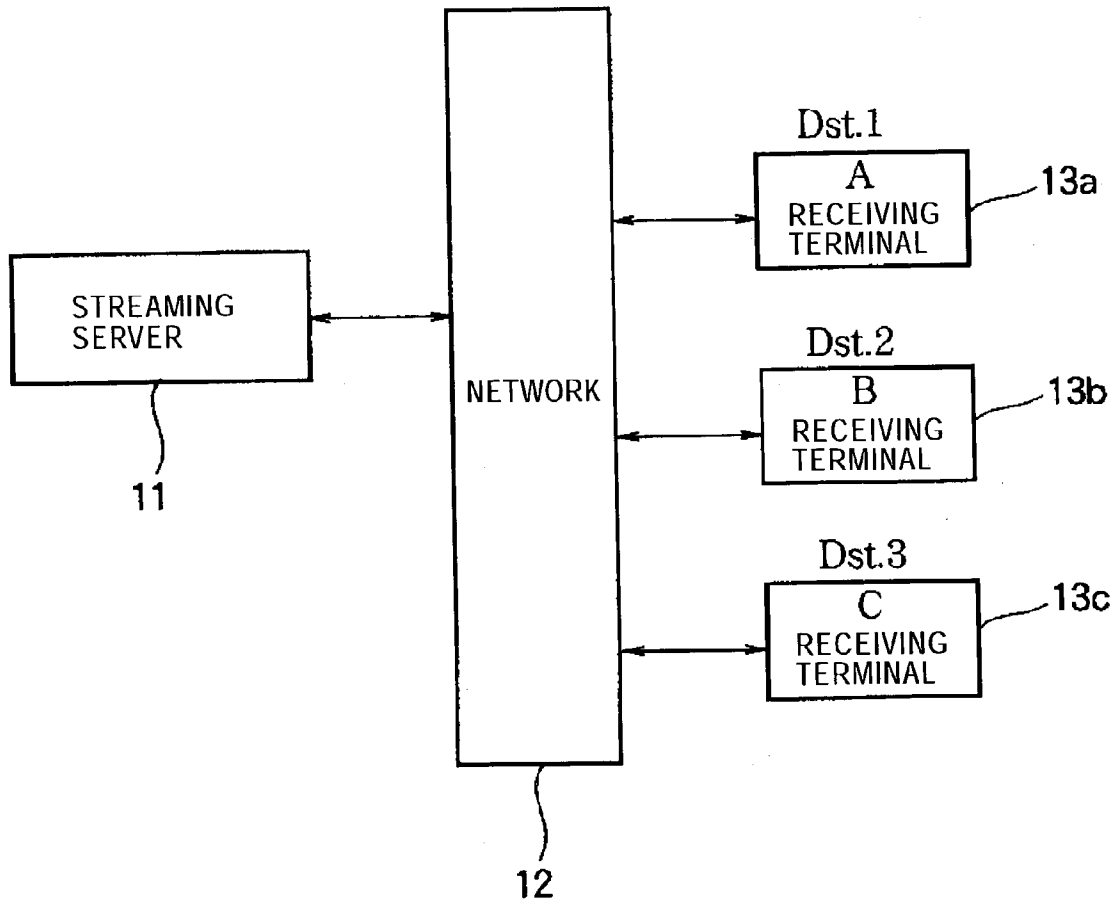 STREAMING
SERVER
11
NETWORK
12
Dst.1
A
RECEIVING
TERMINAL
13a
Dst.2
B
RECEIVING
TERMINAL
13b
Dst.3
C
RECEIVING
TERMINAL
13c